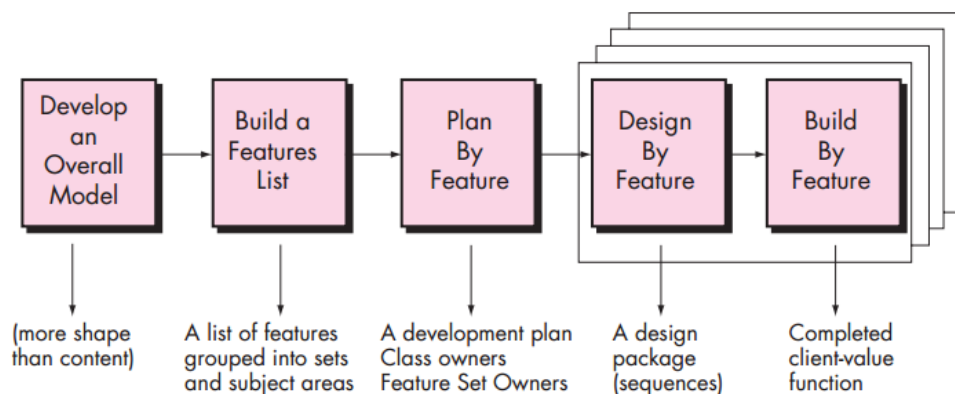 Develop
an
Overall
Model
Build a
Features
List
Plan
By
Feature
Design
By
Feature
Build
By
Feature
(more shape
than content)
A list of features
grouped into sets
and subject areas
A development plan
Class owners
Feature Set Owners
A design
package
(sequences)
Completed
client-value
function